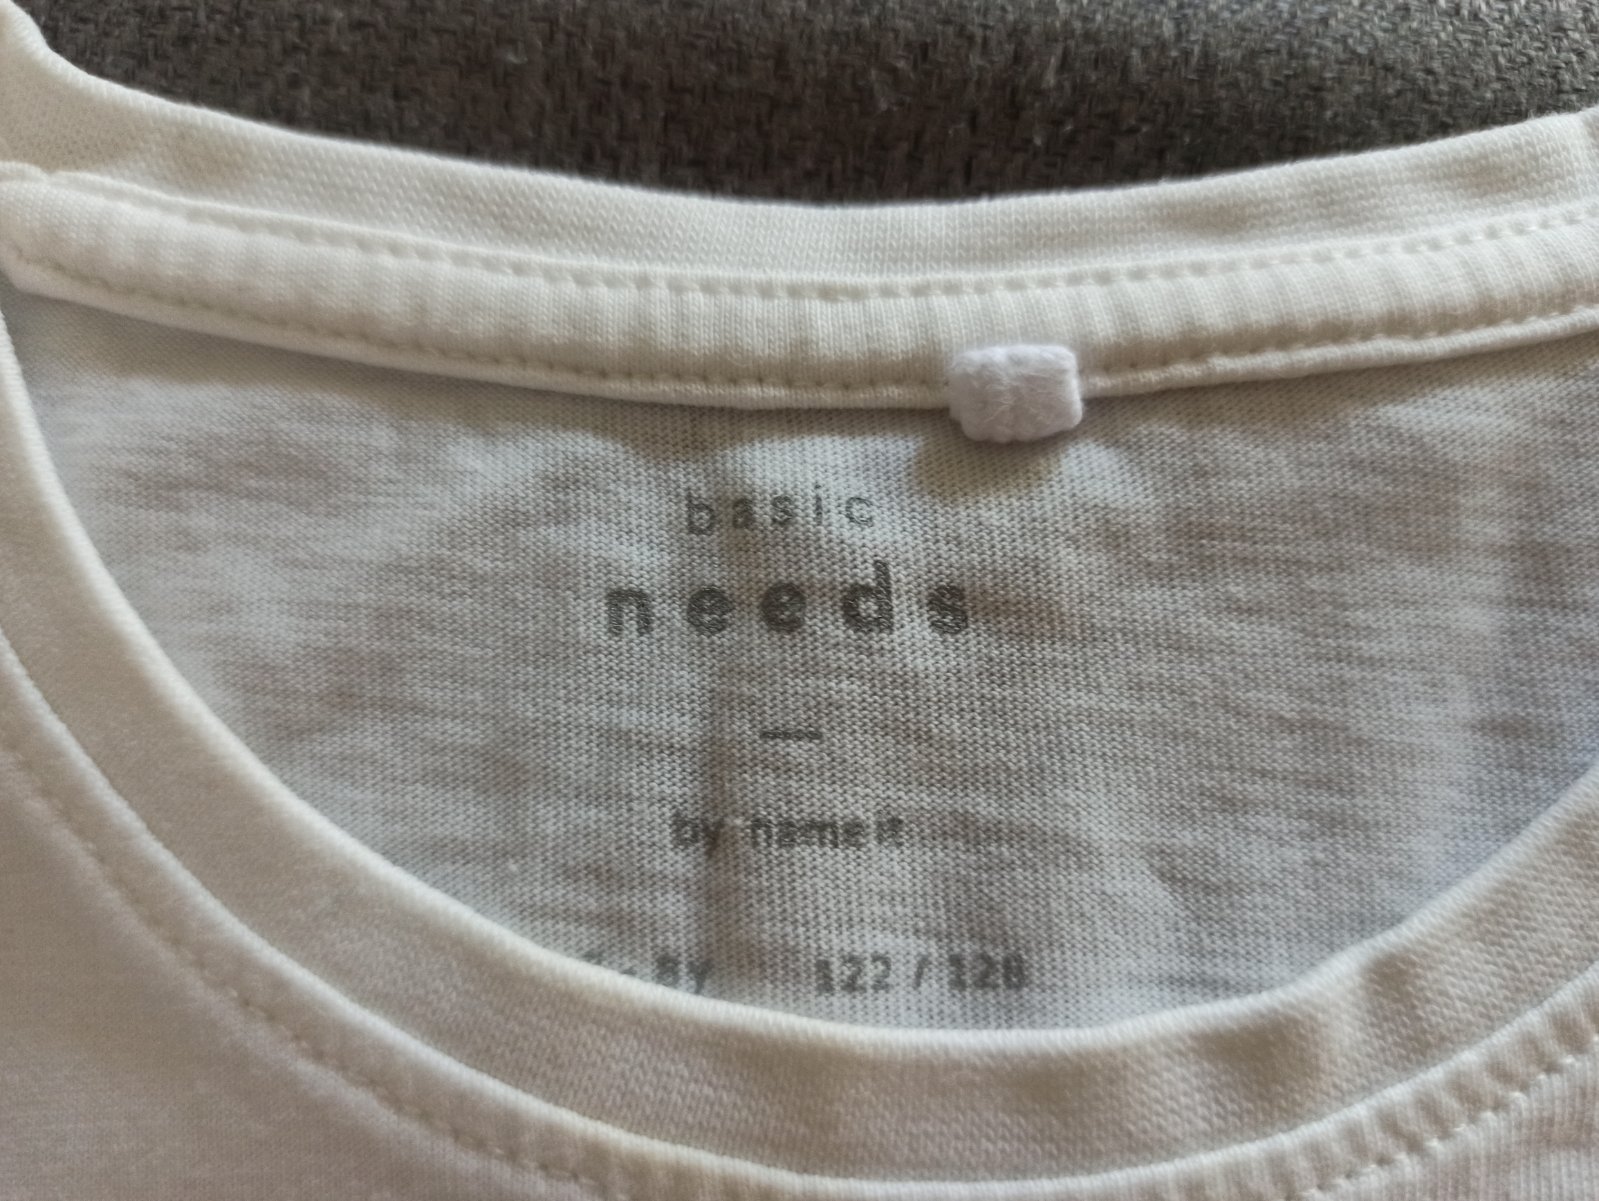 basic
needs
—
by name it
- 8y 122 / 128